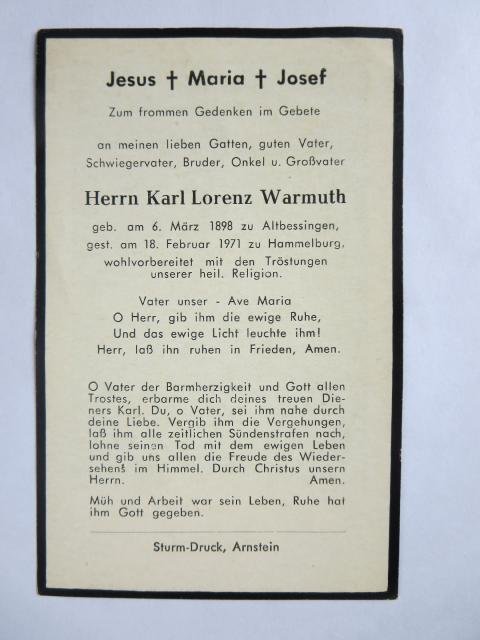 Jesus † Maria † Josef
Zum frommen Gedenken im Gebete
an meinen lieben Gatten, guten Vater,
Schwiegervater, Bruder, Onkel u. Großvater
Herrn Karl Lorenz Warmuth
geb. am 6. März 1898 zu Altbessingen,
gest. am 18. Februar 1971 zu Hammelburg,
wohlvorbereitet mit den Tröstungen
unserer heil. Religion.
Vater unser - Ave Maria
O Herr, gib ihm die ewige Ruhe,
Und das ewige Licht leuchte ihm!
Herr, laß ihn ruhen in Frieden, Amen.
O Vater der Barmherzigkeit und Gott allen
Trostes, erbarme dich deines treuen Die-
ners Karl. Du, o Vater, sei ihm nahe durch
deine Liebe. Vergib ihm die Vergehungen,
laß ihm alle zeitlichen Sündenstrafen nach,
lohne seinen Tod mit dem ewigen Leben
und gib uns allen die Freude des Wieder-
sehens im Himmel. Durch Christus unsern
Herrn. Amen.
Müh und Arbeit war sein Leben, Ruhe hat
ihm Gott gegeben.
Sturm-Druck, Arnstein